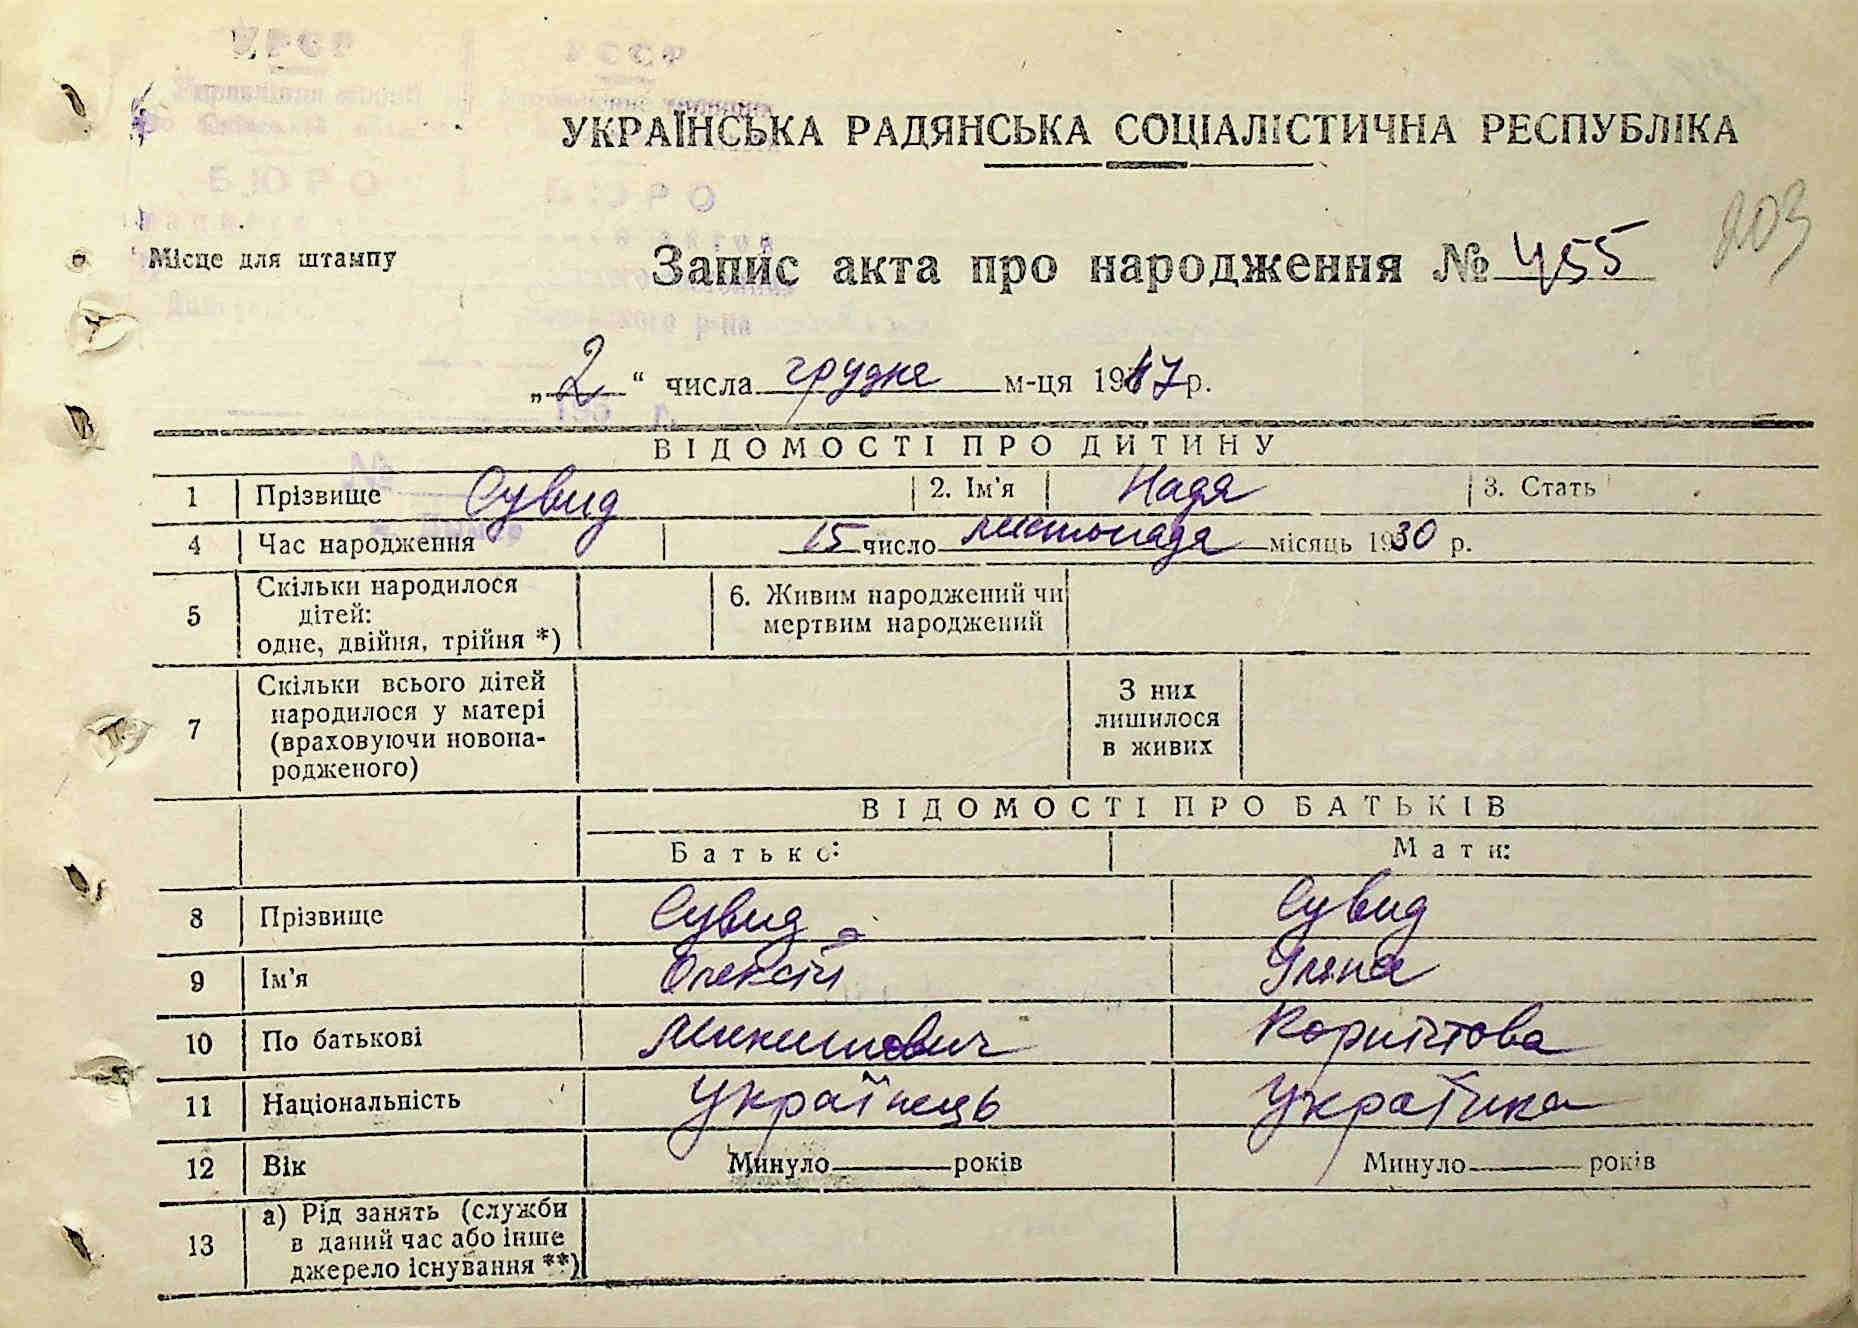 УКРАЇНСЬКА РАДЯНСЬКА СОЦІАЛІСТИЧНА РЕСПУБЛІКА
203
Місце для штампу
Запис акта про народження № 455
„2“ числа грудне м-ця 1947 р.
ВІДОМОСТІ ПРО ДИТИНУ
1 Прізвище Сувид 2. Ім'я Надя 3. Стать
4 Час народження 15 число листопада місяць 1930 р.
5 Скільки народилося дітей: одне, двійня, трійня *) 6. Живим народжений чи мертвим народжений
7 Скільки всього дітей народилося у матері (враховуючи новонародженого) З них лишилося в живих
ВІДОМОСТІ ПРО БАТЬКІВ
Батько: Мати:
8 Прізвище Сувид Сувид
9 Ім'я Олексій
10 По батькові
11 Національність Українець Українка
12 Вік Минуло років Минуло років
13 а) Рід занять (служби в даний час або інше джерело існування **)
БЮРО БЮРО